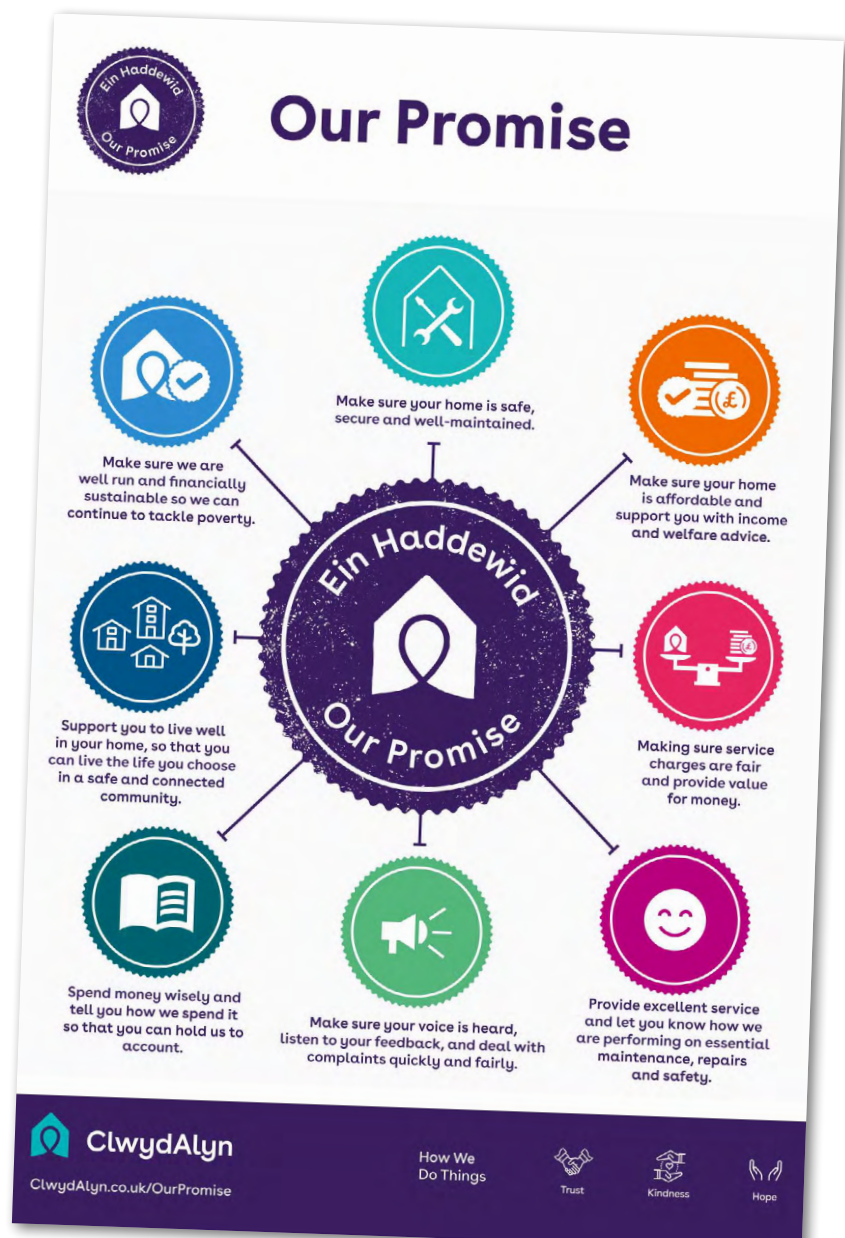 Ein Haddewid
Our Promise
Our Promise
Make sure your home is safe,
secure and well-maintained.
Make sure your home
is affordable and
support you with income
and welfare advice.
Making sure service
charges are fair
and provide value
for money.
Provide excellent service
and let you know how we
are performing on essential
maintenance, repairs
and safety.
Make sure your voice is heard,
listen to your feedback, and deal with
complaints quickly and fairly.
Spend money wisely and
tell you how we spend it
so that you can hold us to
account.
Support you to live well
in your home, so that you
can live the life you choose
in a safe and connected
community.
Make sure we are
well run and financially
sustainable so we can
continue to tackle poverty.
Ein Haddewid
Our Promise
£
£
ClwydAlyn
ClwydAlyn.co.uk/OurPromise
How We
Do Things
Trust
Kindness
Hope